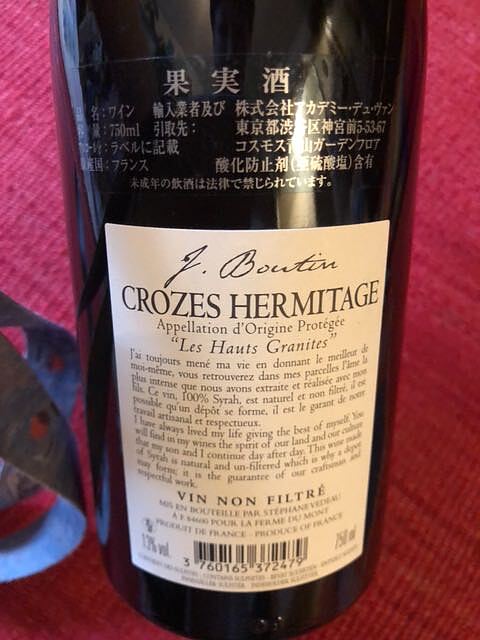 果実酒
名：ワイン 輸入業者及び 株式会社アカデミー・デュ・ヴァン
量：750ml 引取先： 東京都渋谷区神宮前5-53-67
ラベルに記載 コスモス青山ガーデンフロア
国：フランス 酸化防止剤(亜硫酸塩)含有
未成年の飲酒は法律で禁じられています。
J. Boutin
CROZES HERMITAGE
Appellation d'Origine Protégée
"Les Hauts Granites"
J'ai toujours mené ma vie en donnant le meilleur de
moi-même, vous retrouverez dans mes parcelles l'âme la
plus intense que nous avons extraite et réalisée avec mon
fils. Ce vin, 100% Syrah, est naturel et non filtré, il est
possible qu'un dépôt se forme, il est le garant de notre
travail artisanal et respectueux.
I have always lived my life giving the best of myself. You
will find in my wines the spirit of our land and our culture
that my son and I continue day after day. This wine made
of Syrah is natural and un-filtered which is why a depot
may form; it is the guarantee of our craftsman and
respectful work.
VIN NON FILTRÉ
MIS EN BOUTEILLE PAR STÉPHANE VEDEAU
À F 84600 POUR LA FERME DU MONT
PRODUIT DE FRANCE - PRODUCE OF FRANCE
13% vol. 750 ml
3 760165 372479
CONTIENT DES SULFITES - CONTAINS SULPHITES